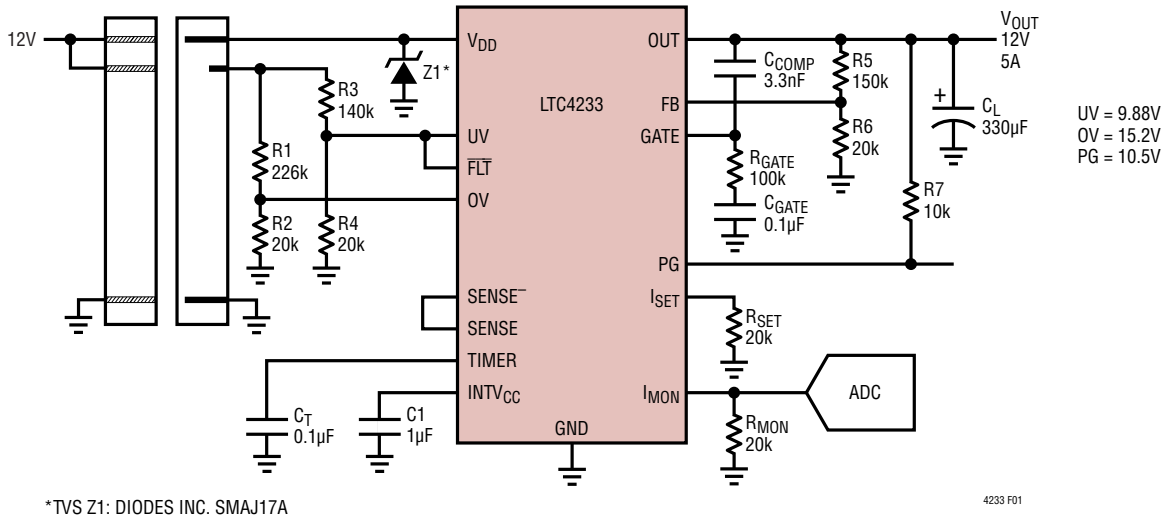 12V
VDD
UV
FLT
OV
SENSE–
SENSE
TIMER
INTVCC
GND
LTC4233
OUT
FB
GATE
PG
ISET
IMON
Z1*
R3
140k
R1
226k
R2
20k
R4
20k
CT
0.1µF
C1
1µF
CCOMP
3.3nF
R5
150k
R6
20k
RGATE
100k
CGATE
0.1µF
R7
10k
VOUT
12V
5A
+
CL
330µF
RSET
20k
RMON
20k
ADC
UV = 9.88V
OV = 15.2V
PG = 10.5V
*TVS Z1: DIODES INC. SMAJ17A
4233 F01